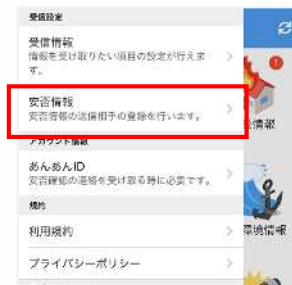 受信設定
受信情報
情報を受け取りたい項目の設定が行えま
す。
安否情報
安否情報の送信相手の登録を行います。
アカウント情報
あんあんID
安否確認の連絡を受け取る時に必要です。
規約
利用規約
プライバシーポリシー
情報
環境情報